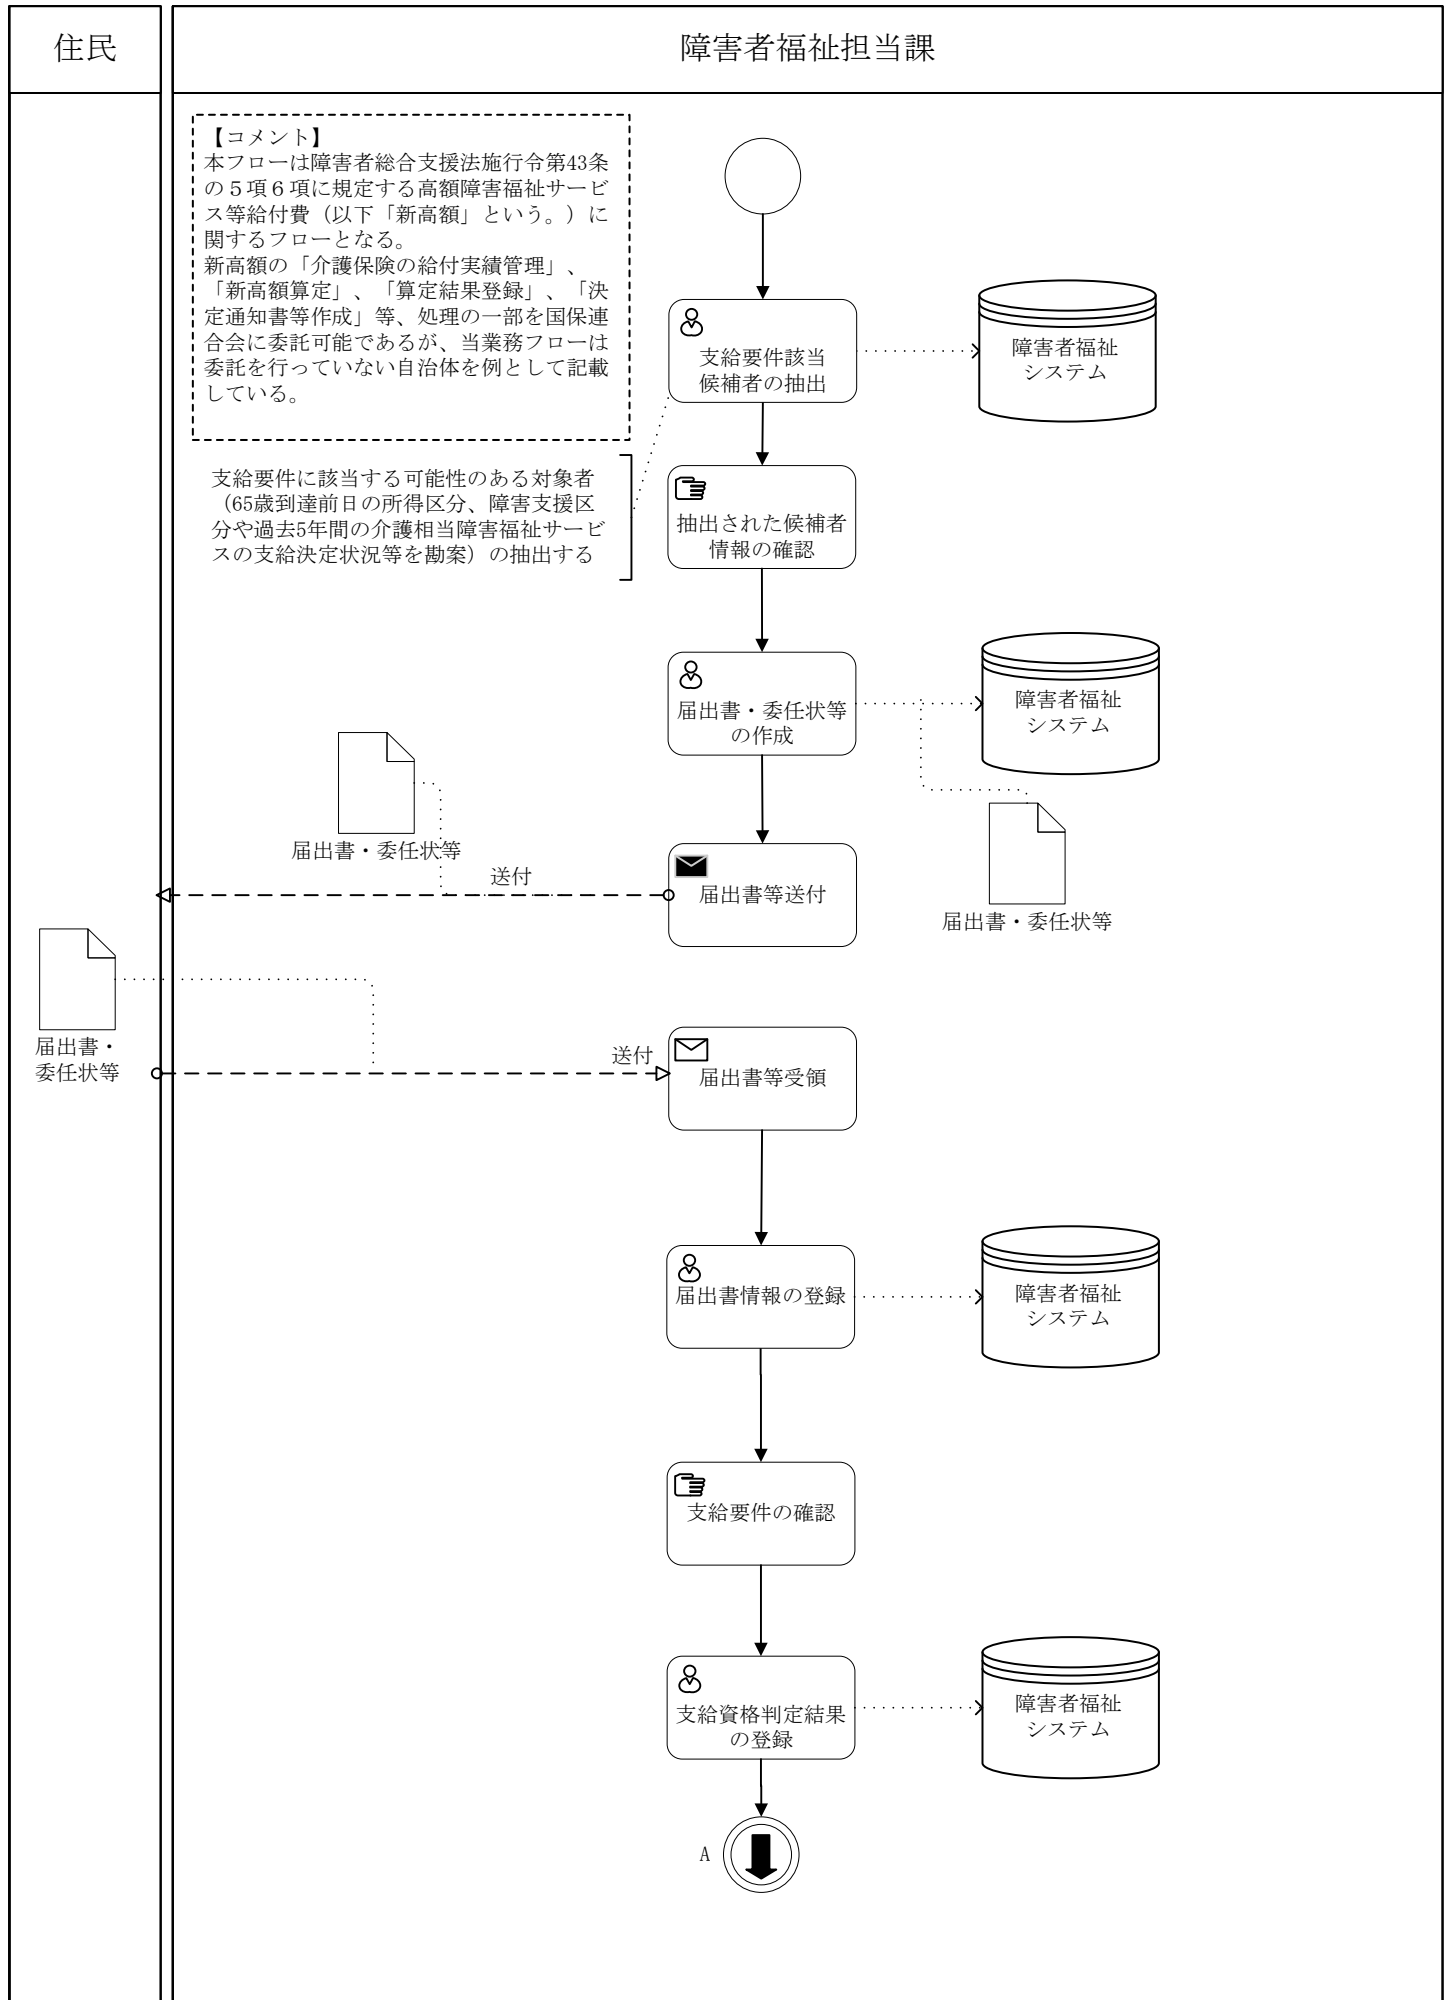 住民
障害者福祉担当課
【コメント】
本フローは障害者総合支援法施行令第43条
の５項６項に規定する高額障害福祉サービ
ス等給付費（以下「新高額」という。）に
関するフローとなる。
新高額の「介護保険の給付実績管理」、
「新高額算定」、「算定結果登録」、「決
定通知書等作成」等、処理の一部を国保連
合会に委託可能であるが、当業務フローは
委託を行っていない自治体を例として記載
している。
支給要件該当
候補者の抽出
障害者福祉
システム
支給要件に該当する可能性のある対象者
（65歳到達前日の所得区分、障害支援区
分や過去5年間の介護相当障害福祉サービ
スの支給決定状況等を勘案）の抽出する
抽出された候補者
情報の確認
届出書・委任状等
の作成
障害者福祉
システム
届出書・委任状等
送付
届出書等送付
届出書・委任状等
届出書・
委任状等
送付
届出書等受領
届出書情報の登録
障害者福祉
システム
支給要件の確認
支給資格判定結果
の登録
障害者福祉
システム
A